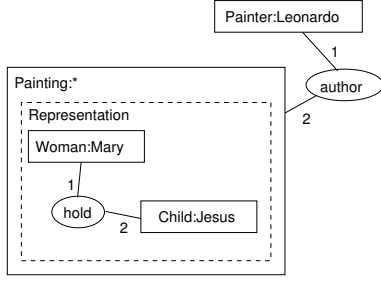 Painter:Leonardo
1
author
2
Painting:*
Representation
Woman:Mary
1
hold
2
Child:Jesus